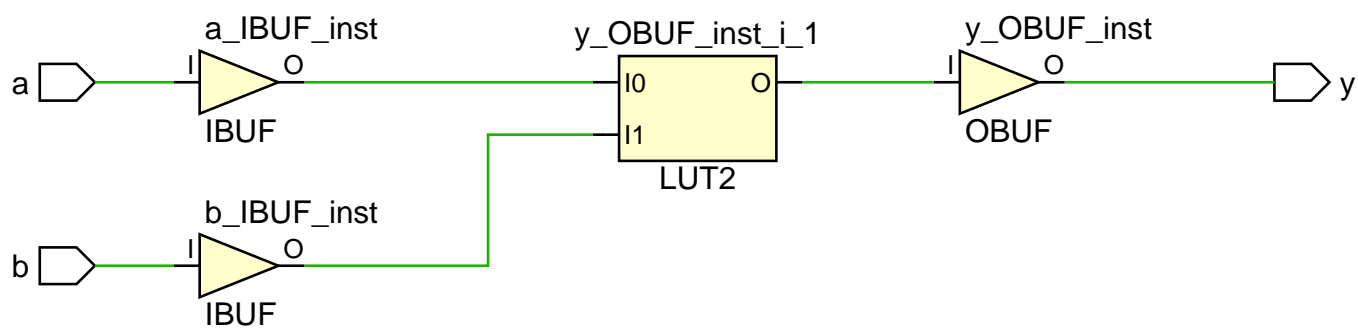 a_IBUF_inst
y_OBUF_inst_i_1
y_OBUF_inst
a
I
O
I0
O
I
O
y
IBUF
I1
OBUF
LUT2
b_IBUF_inst
b
I
O
IBUF